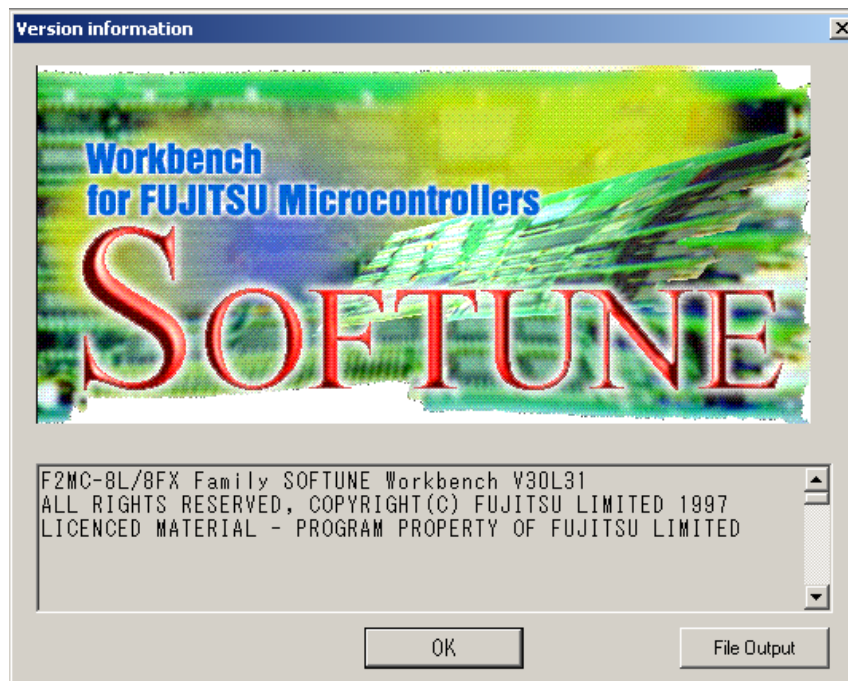 Version information
Workbench
for FUJITSU Microcontrollers
SOFTUNE
F2MC-8L/8FX Family SOFTUNE Workbench V30L31
ALL RIGHTS RESERVED, COPYRIGHT(C) FUJITSU LIMITED 1997
LICENCED MATERIAL - PROGRAM PROPERTY OF FUJITSU LIMITED
OK
File Output